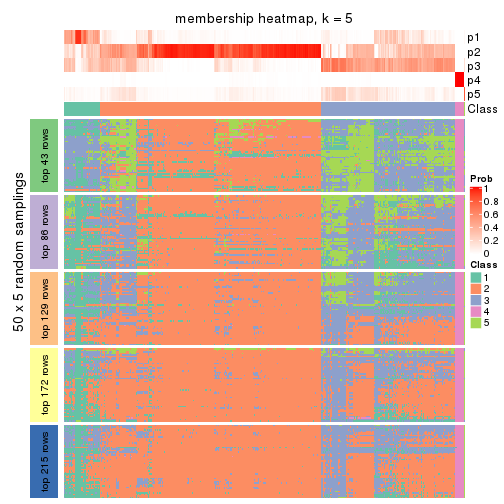 membership heatmap, k = 5
p1
p2
p3
p4
p5
Class
50 x 5 random samplings
top 43 rows
top 86 rows
top 129 rows
top 172 rows
top 215 rows
Prob
1
0.8
0.6
0.4
0.2
0
Class
1
2
3
4
5